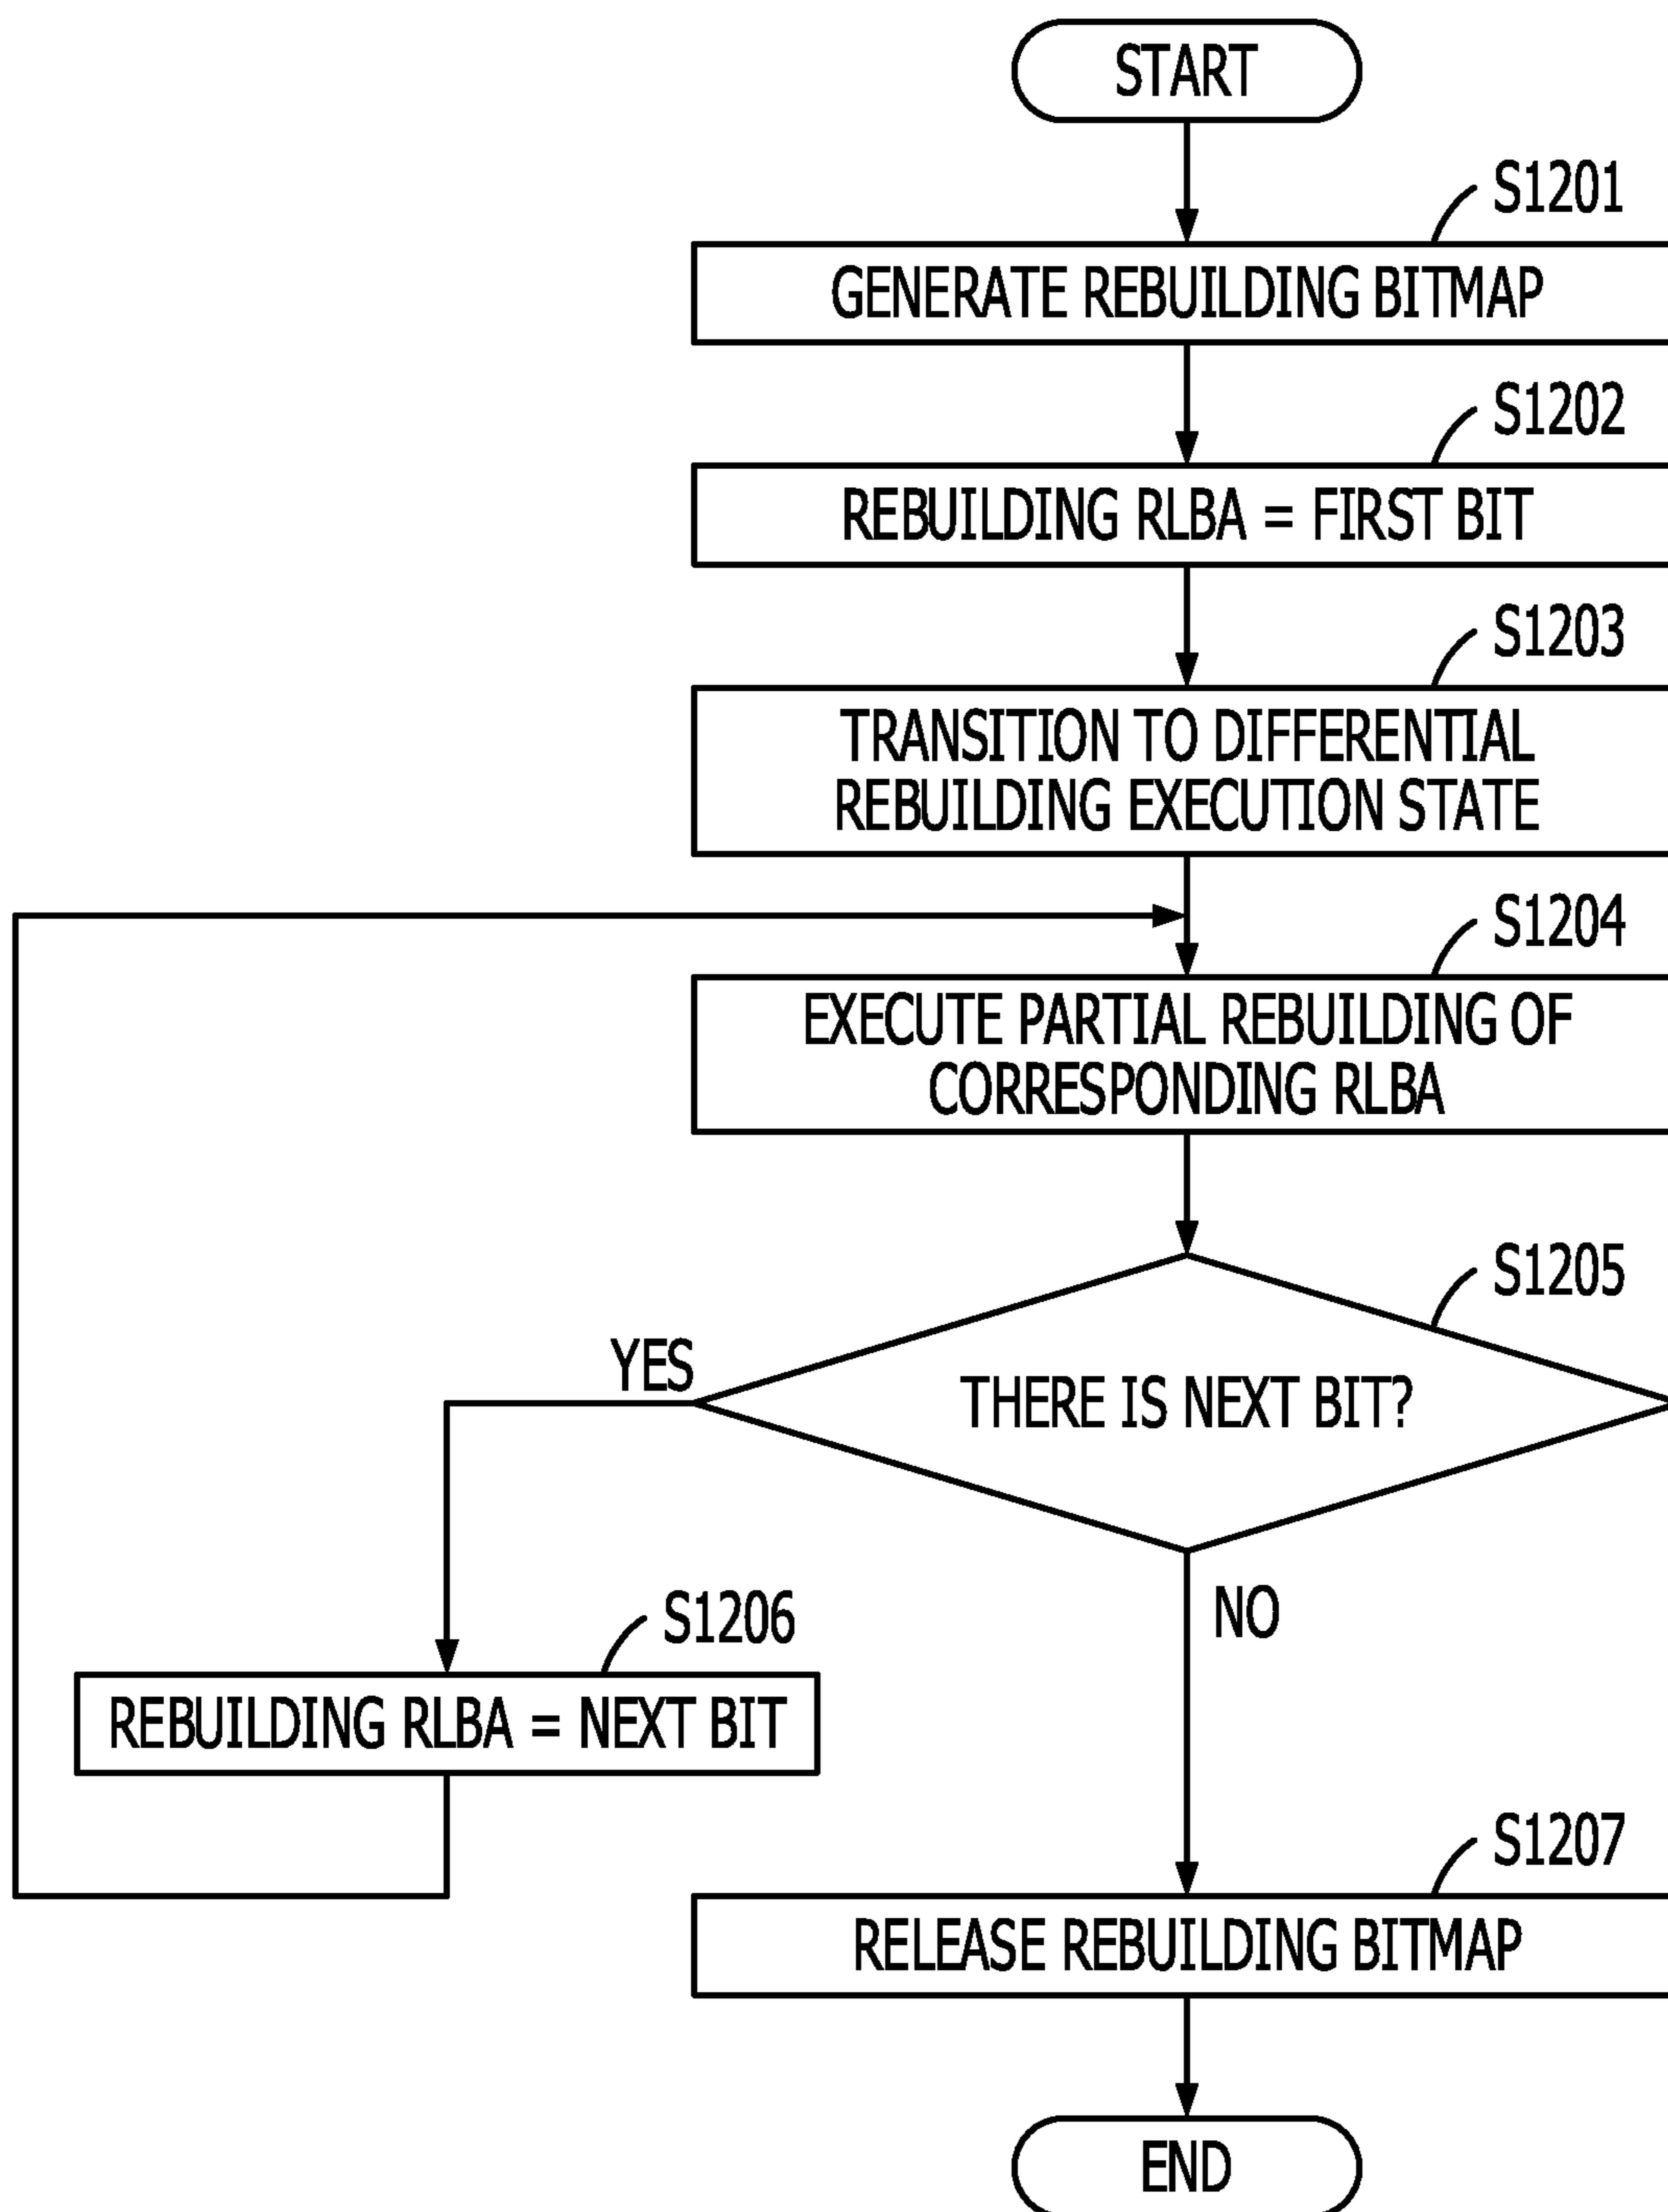 START
S1201
GENERATE REBUILDING BITMAP
S1202
REBUILDING RLBA = FIRST BIT
S1203
TRANSITION TO DIFFERENTIAL
REBUILDING EXECUTION STATE
S1204
EXECUTE PARTIAL REBUILDING OF
CORRESPONDING RLBA
S1205
YES
THERE IS NEXT BIT?
NO
S1206
REBUILDING RLBA = NEXT BIT
S1207
RELEASE REBUILDING BITMAP
END